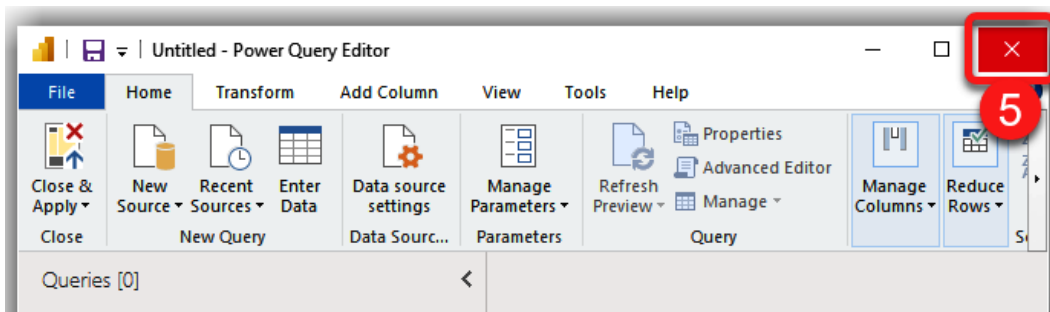 Untitled - Power Query Editor
File Home Transform Add Column View Tools Help
5
Close & Apply
New Source
Recent Sources
Enter Data
Data source settings
Manage Parameters
Refresh Preview
Properties
Advanced Editor
Manage
Manage Columns
Reduce Rows
Close
New Query
Data Sourc...
Parameters
Query
Queries [0]